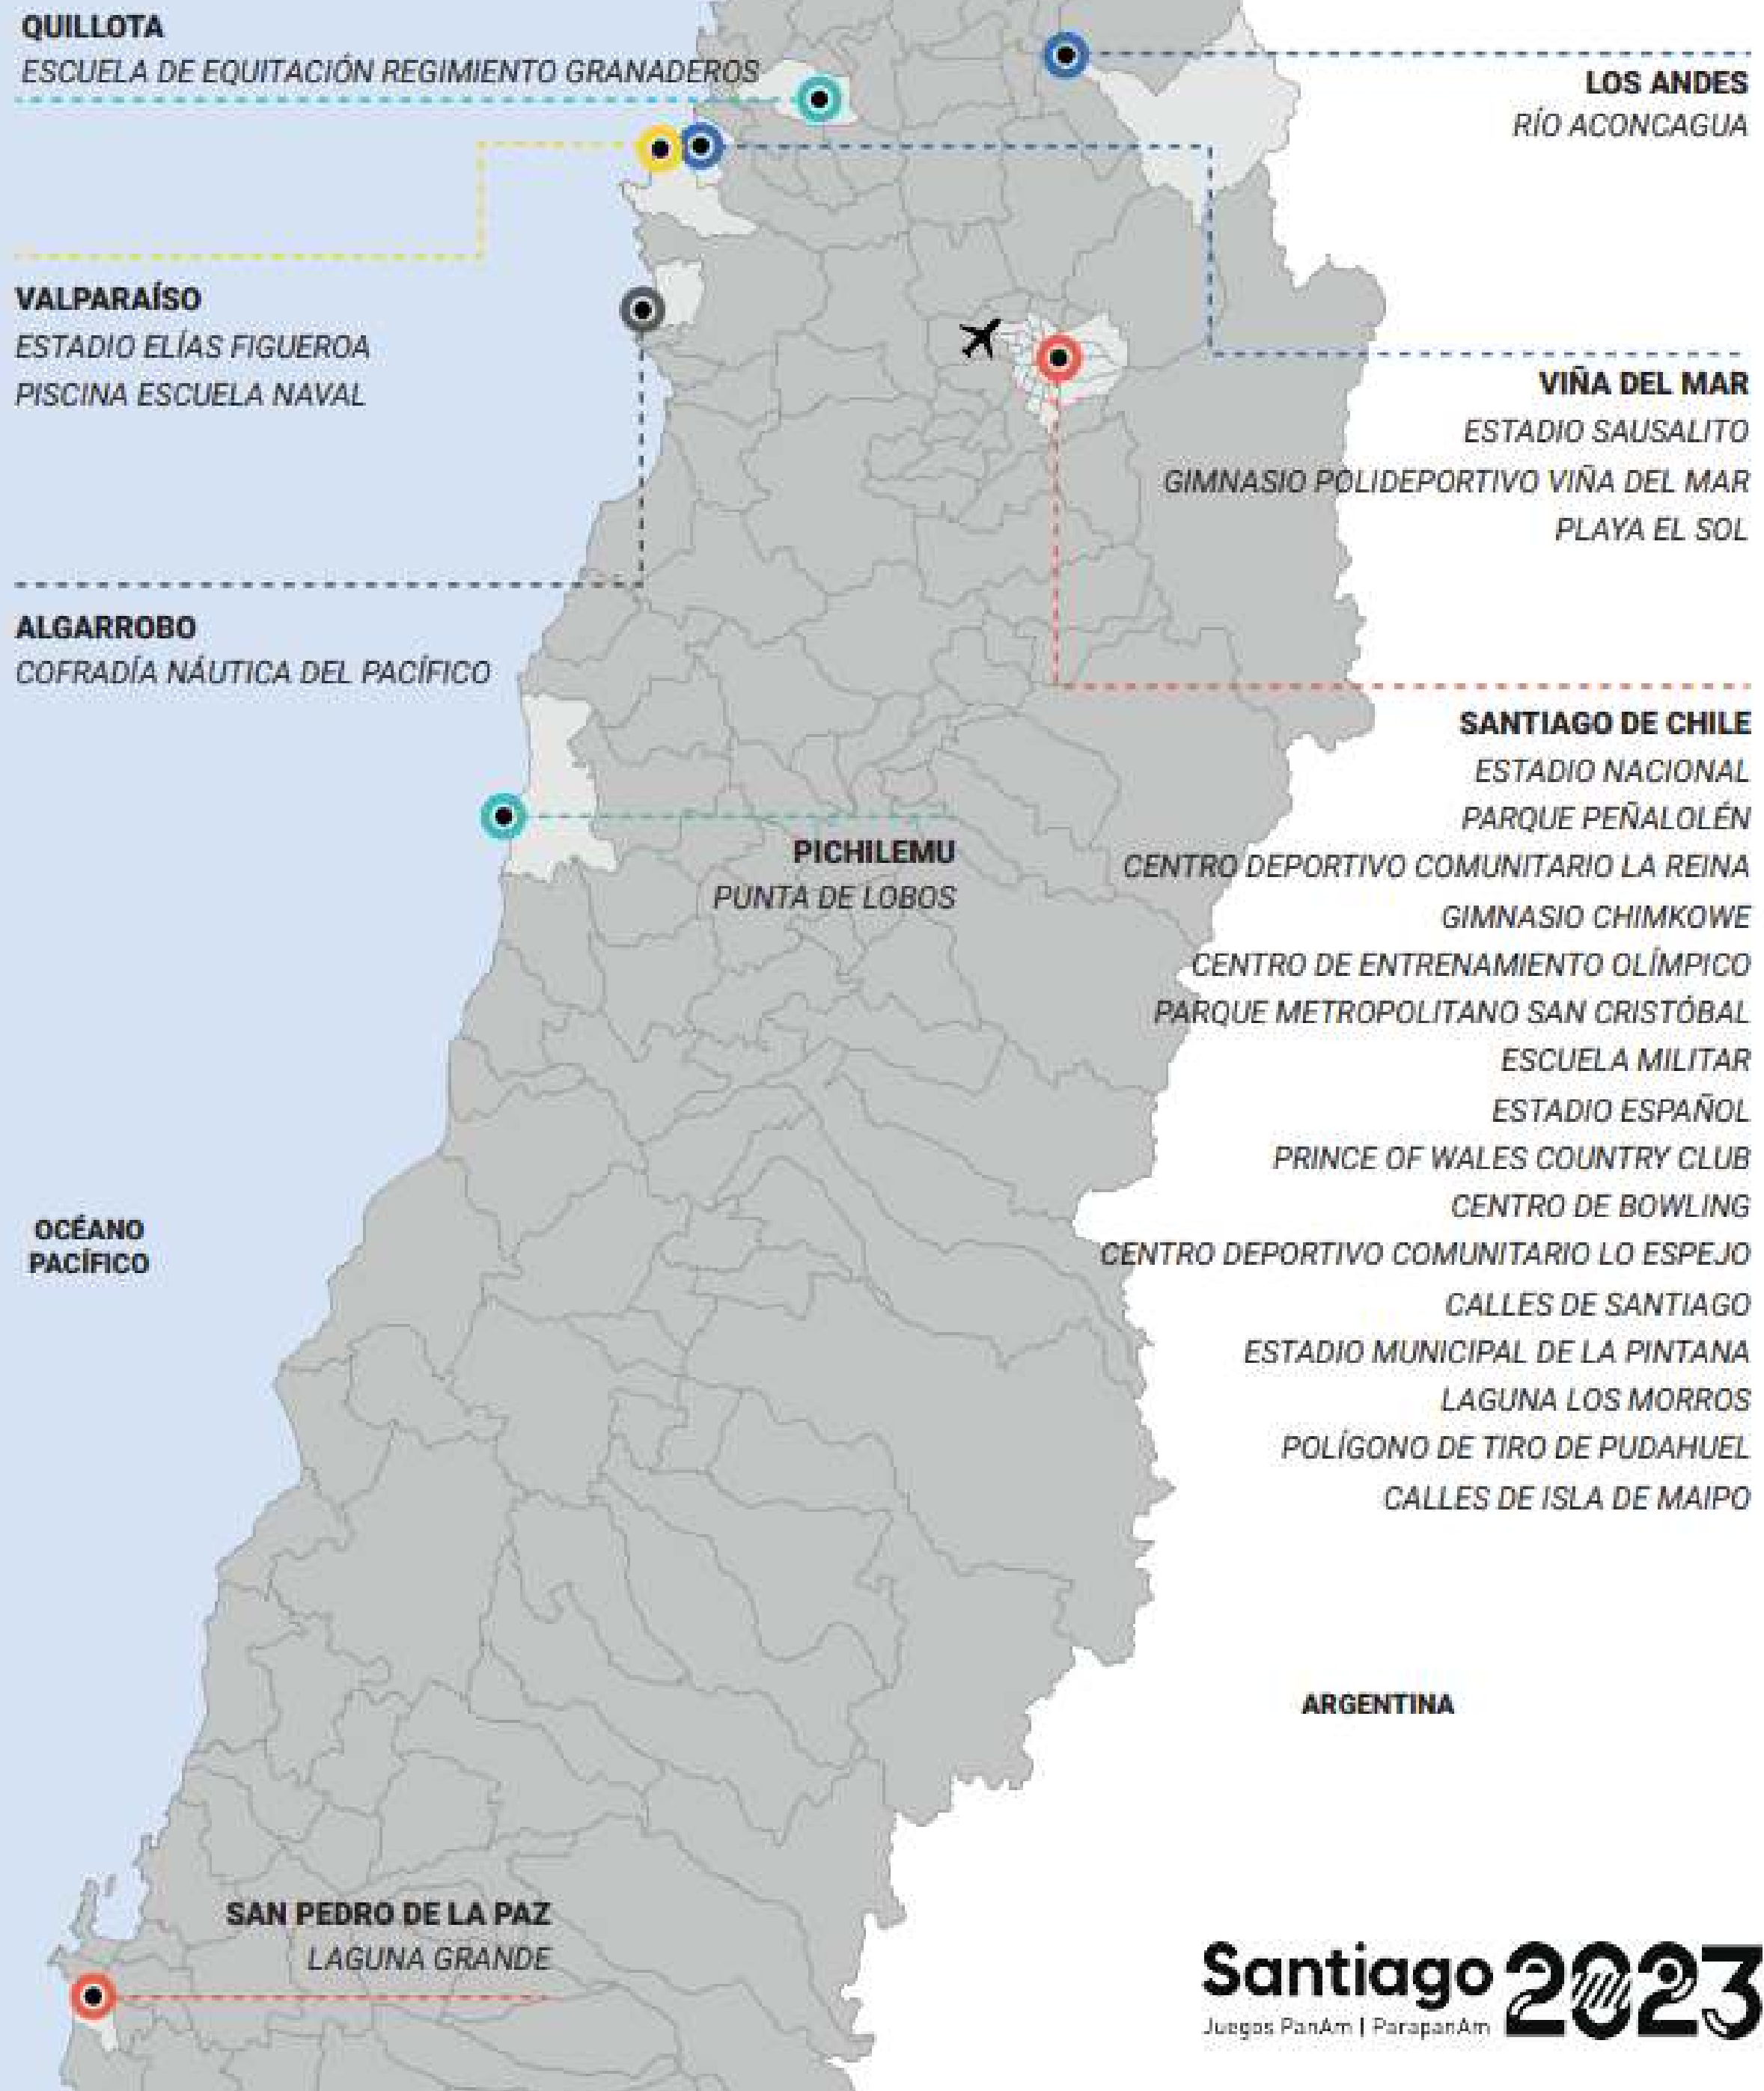 QUILLOTA
ESCUELA DE EQUITACIÓN REGIMIENTO GRANADEROS
LOS ANDES
RÍO ACONCAGUA
VALPARAÍSO
ESTADIO ELÍAS FIGUEROA
PISCINA ESCUELA NAVAL
VIÑA DEL MAR
ESTADIO SAUSALITO
GIMNASIO POLIDEPORTIVO VIÑA DEL MAR
PLAYA EL SOL
ALGARROBO
COFRADÍA NÁUTICA DEL PACÍFICO
SANTIAGO DE CHILE
ESTADIO NACIONAL
PARQUE PEÑALOLÉN
CENTRO DEPORTIVO COMUNITARIO LA REINA
GIMNASIO CHIMKOWE
CENTRO DE ENTRENAMIENTO OLÍMPICO
PARQUE METROPOLITANO SAN CRISTÓBAL
ESCUELA MILITAR
ESTADIO ESPAÑOL
PRINCE OF WALES COUNTRY CLUB
CENTRO DE BOWLING
CENTRO DEPORTIVO COMUNITARIO LO ESPEJO
CALLES DE SANTIAGO
ESTADIO MUNICIPAL DE LA PINTANA
LAGUNA LOS MORROS
POLÍGONO DE TIRO DE PUDAHUEL
CALLES DE ISLA DE MAIPO
PICHILEMU
PUNTA DE LOBOS
OCÉANO
PACÍFICO
ARGENTINA
SAN PEDRO DE LA PAZ
LAGUNA GRANDE
Santiago 2023
Juegos PanAm | ParapanAm